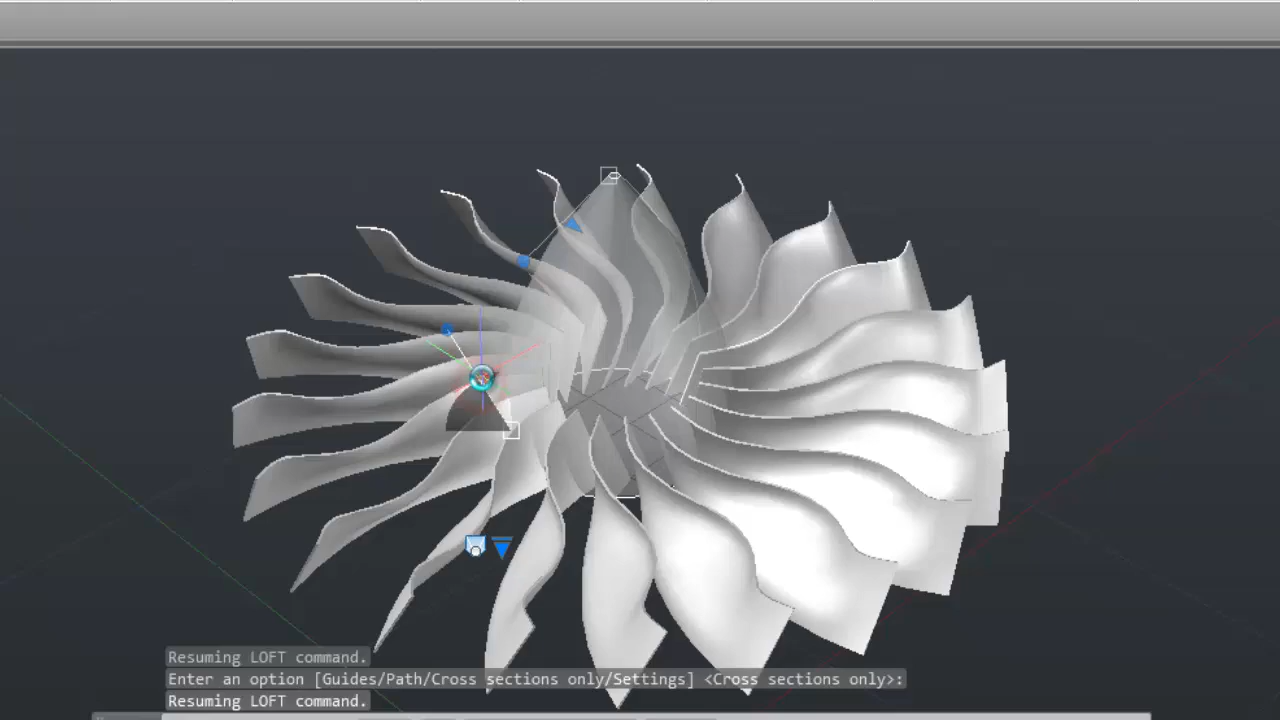 Resuming LOFT command.
Enter an option [Guides/Path/Cross sections only/Settings] <Cross sections only>:
Resuming LOFT command.